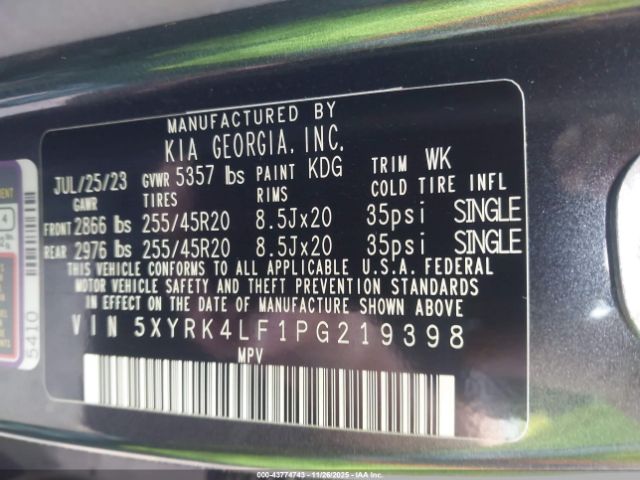 MANUFACTURED BY
KIA GEORGIA, INC.
JUL/25/23 GVWR 5357 lbs PAINT KDG TRIM WK
GAWR TIRES RIMS COLD TIRE INFL
FRONT 2866 lbs 255/45R20 8.5Jx20 35psi SINGLE
REAR 2976 lbs 255/45R20 8.5Jx20 35psi SINGLE
THIS VEHICLE CONFORMS TO ALL APPLICABLE U.S.A. FEDERAL
MOTOR VEHICLE SAFETY AND THEFT PREVENTION STANDARDS
IN EFFECT ON THE DATE OF MANUFACTURE SHOWN ABOVE.
VIN 5XYRK4LF1PG219398
MPV
5410
4
000-43774743 - 11/26/2025 - IAA Corp.